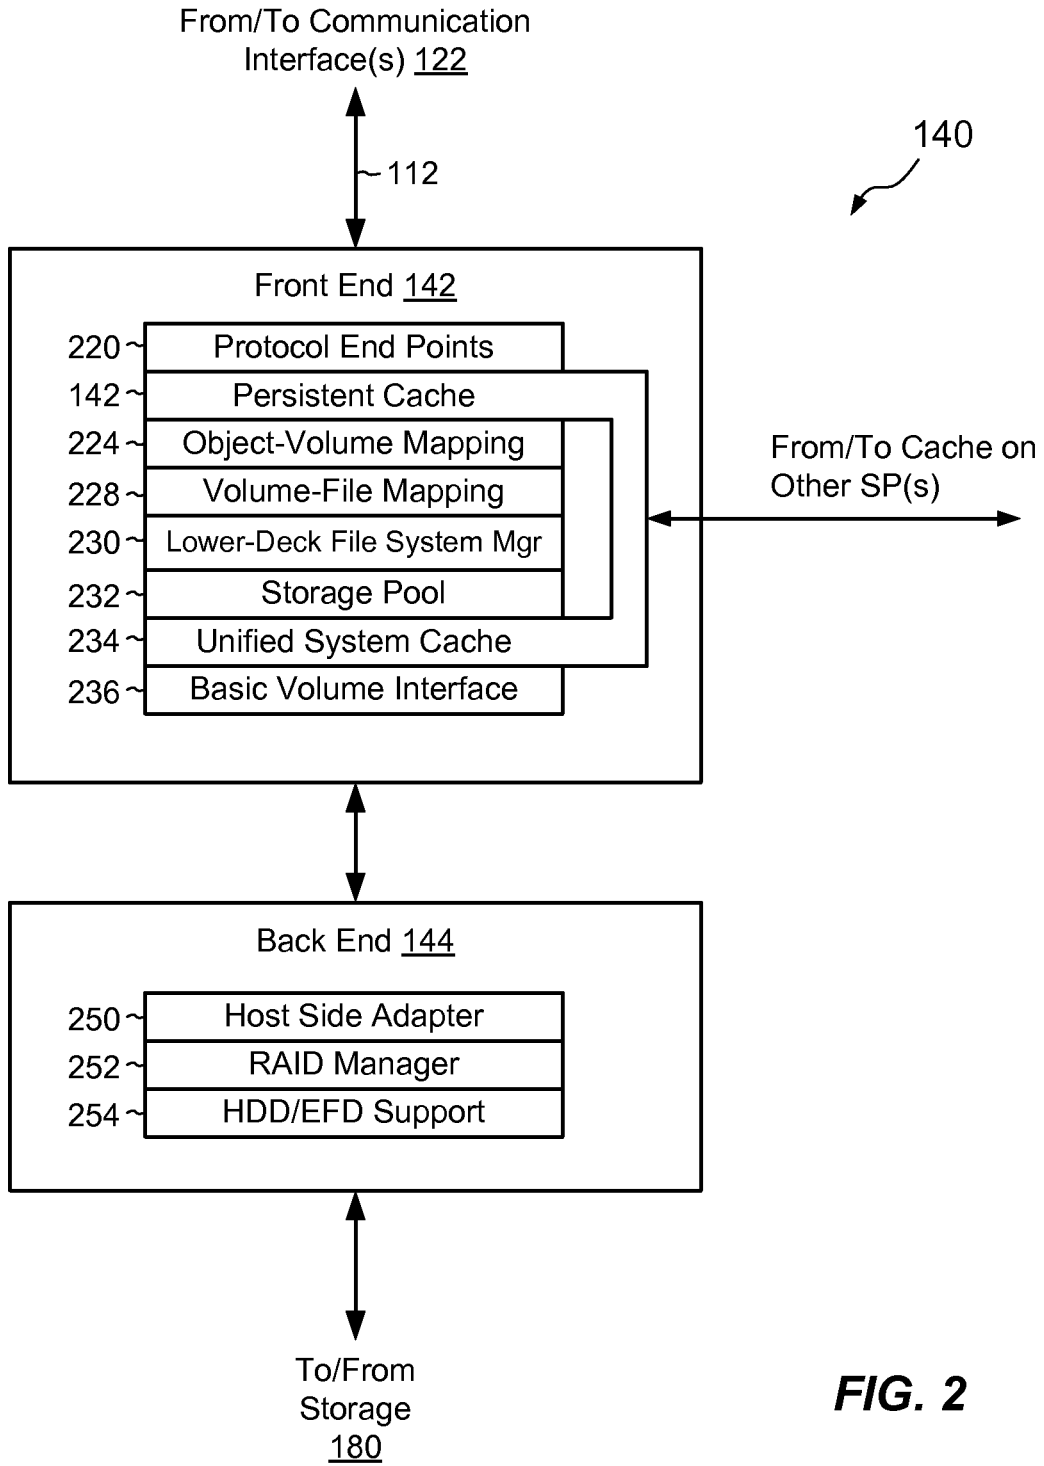 From/To Communication
Interface(s) 122
112
140
Front End 142
220 Protocol End Points
142 Persistent Cache
224 Object-Volume Mapping
228 Volume-File Mapping
230 Lower-Deck File System Mgr
232 Storage Pool
234 Unified System Cache
236 Basic Volume Interface
From/To Cache on
Other SP(s)
Back End 144
250 Host Side Adapter
252 RAID Manager
254 HDD/EFD Support
To/From
Storage
180
FIG. 2